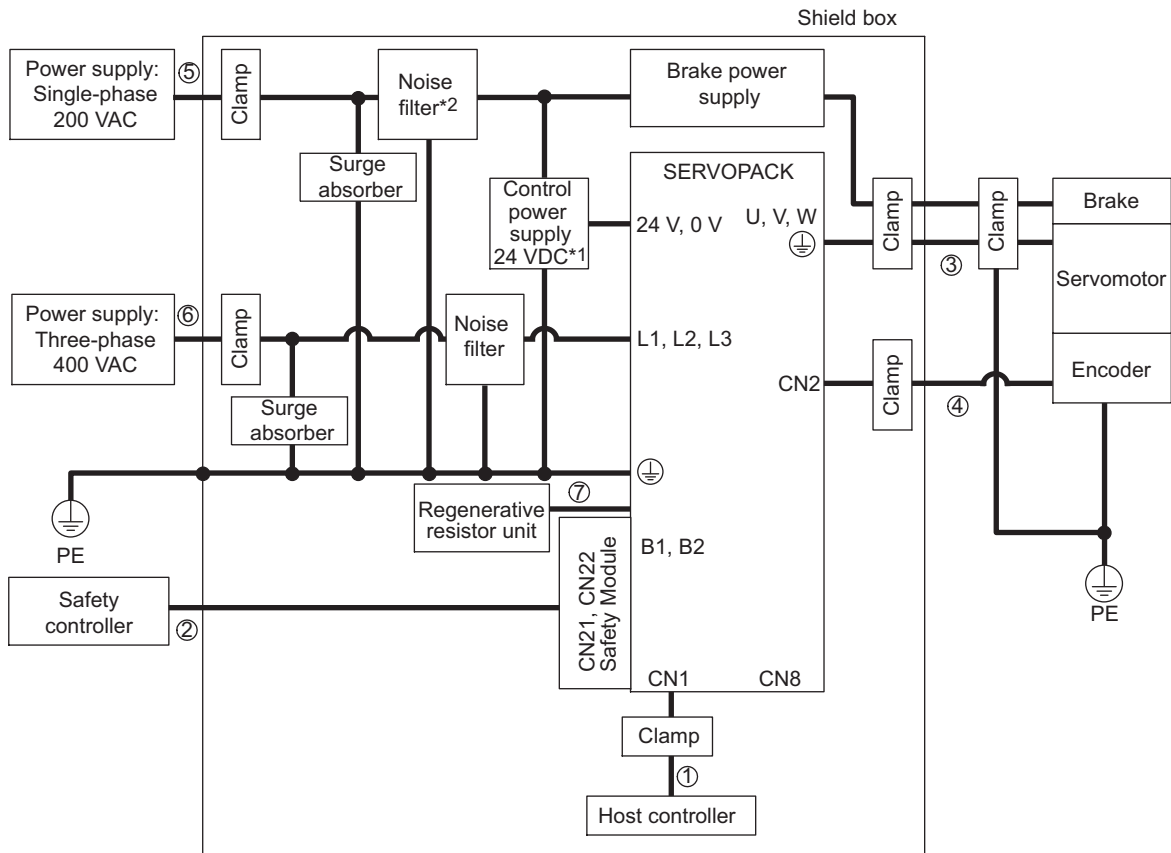 Shield box
Power supply:
Single-phase
200 VAC
⑤
Clamp
Noise
filter*2
Brake power
supply
Surge
absorber
Control
power
supply
24 VDC*1
SERVOPACK
24 V, 0 V
U, V, W
Clamp
Clamp
③
Brake
Servomotor
Encoder
Power supply:
Three-phase
400 VAC
⑥
Clamp
Noise
filter
L1, L2, L3
CN2
Clamp
④
Surge
absorber
PE
Regenerative
resistor unit
⑦
B1, B2
PE
Safety
controller
②
CN21, CN22
Safety Module
CN1
CN8
Clamp
①
Host controller